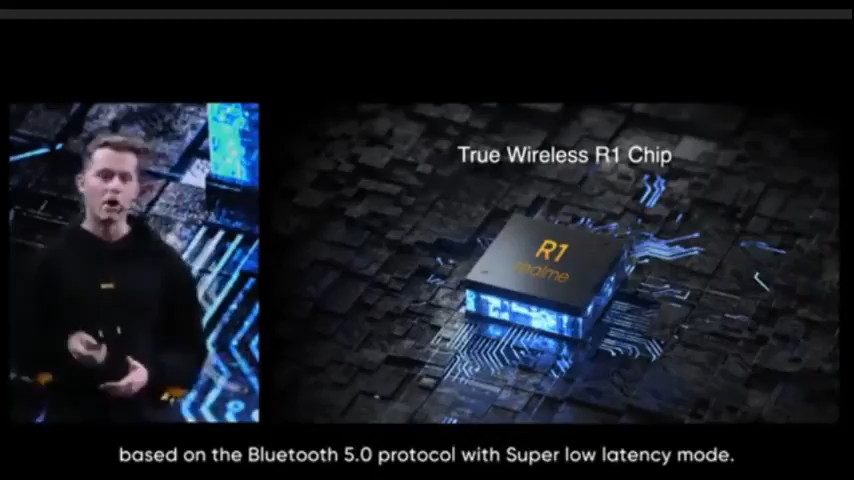 True Wireless R1 Chip
R1
realme
based on the Bluetooth 5.0 protocol with Super low latency mode.